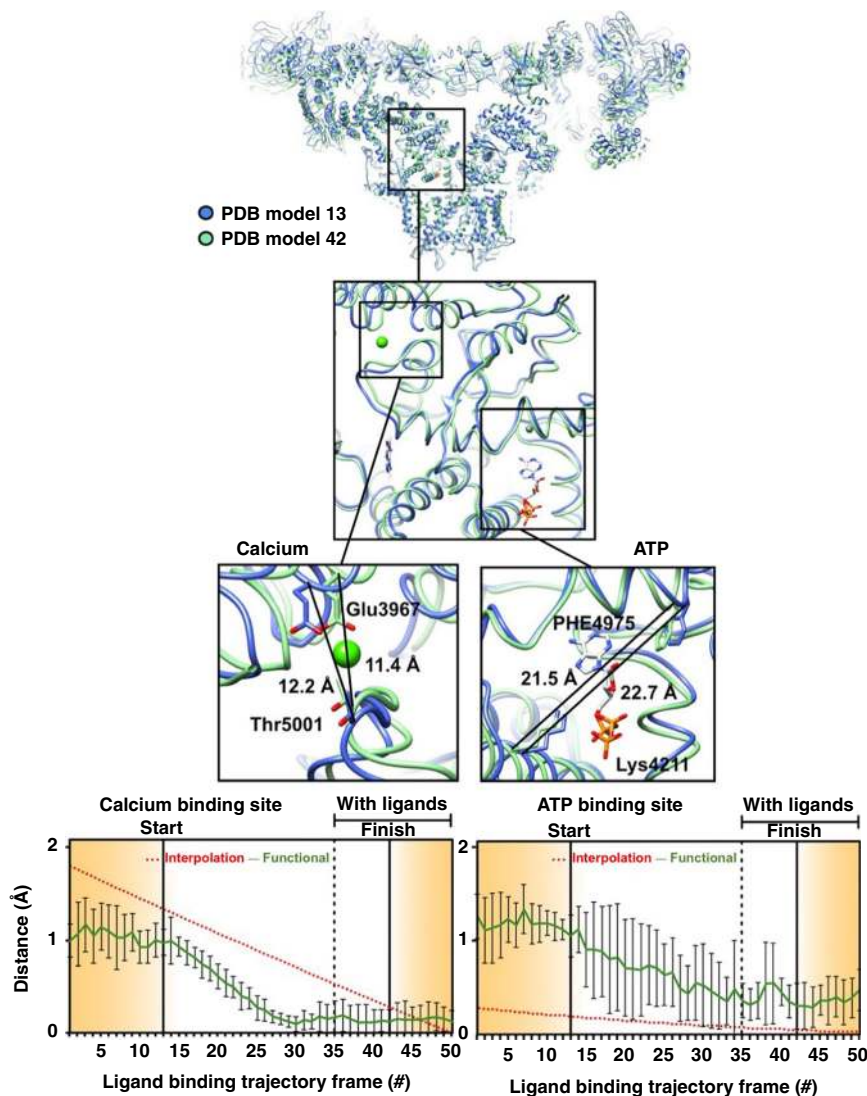 PDB model 13
PDB model 42
Calcium
ATP
Glu3967
11.4 Å
12.2 Å
Thr5001
PHE4975
21.5 Å
22.7 Å
Lys4211
Calcium binding site
With ligands
Start
Finish
Interpolation
Functional
2
1
0
Distance (Å)
5 10 15 20 25 30 35 40 45 50
Ligand binding trajectory frame (#)
ATP binding site
With ligands
Start
Finish
Interpolation
Functional
2
1
0
5 10 15 20 25 30 35 40 45 50
Ligand binding trajectory frame (#)